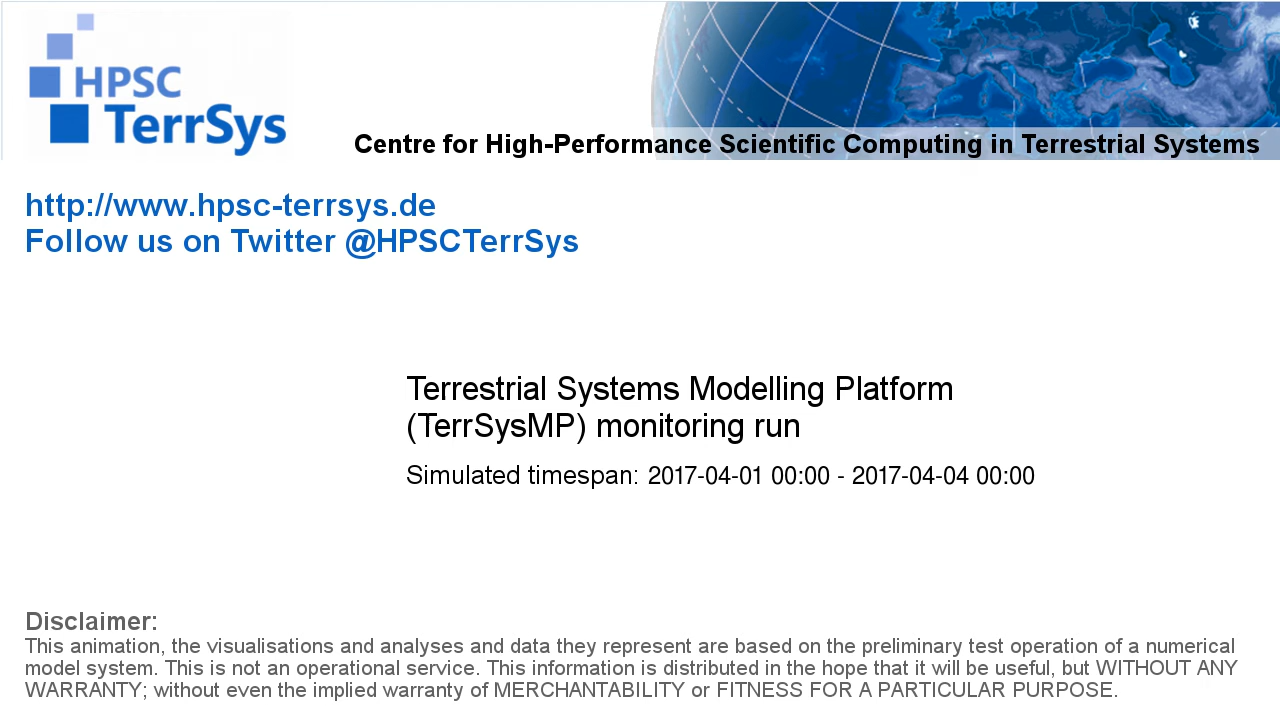 HPSC
TerrSys
Centre for High-Performance Scientific Computing in Terrestrial Systems
http://www.hpsc-terrsys.de
Follow us on Twitter @HPSCTerrSys
Terrestrial Systems Modelling Platform
(TerrSysMP) monitoring run
Simulated timespan: 2017-04-01 00:00 - 2017-04-04 00:00
Disclaimer:
This animation, the visualisations and analyses and data they represent are based on the preliminary test operation of a numerical
model system. This is not an operational service. This information is distributed in the hope that it will be useful, but WITHOUT ANY
WARRANTY; without even the implied warranty of MERCHANTABILITY or FITNESS FOR A PARTICULAR PURPOSE.